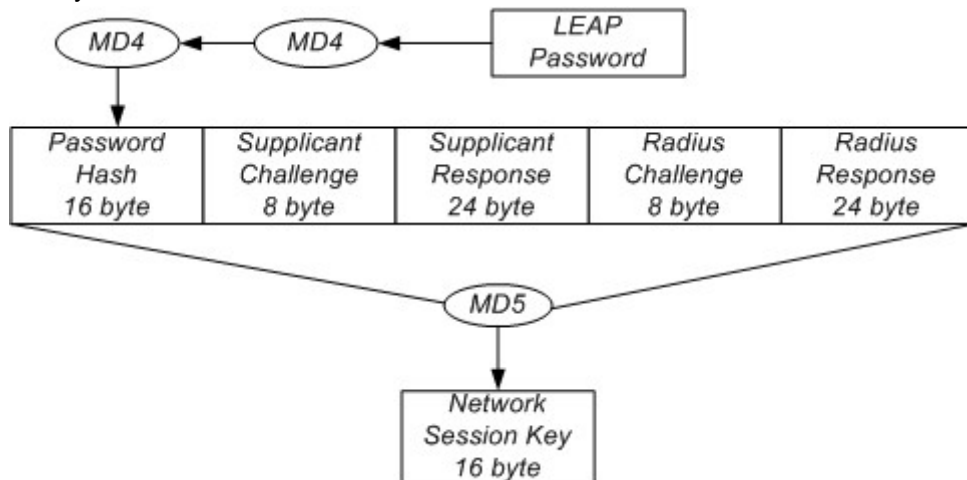 MD4
MD4
LEAP
Password
Password
Hash
16 byte
Supplicant
Challenge
8 byte
Supplicant
Response
24 byte
Radius
Challenge
8 byte
Radius
Response
24 byte
MD5
Network
Session Key
16 byte